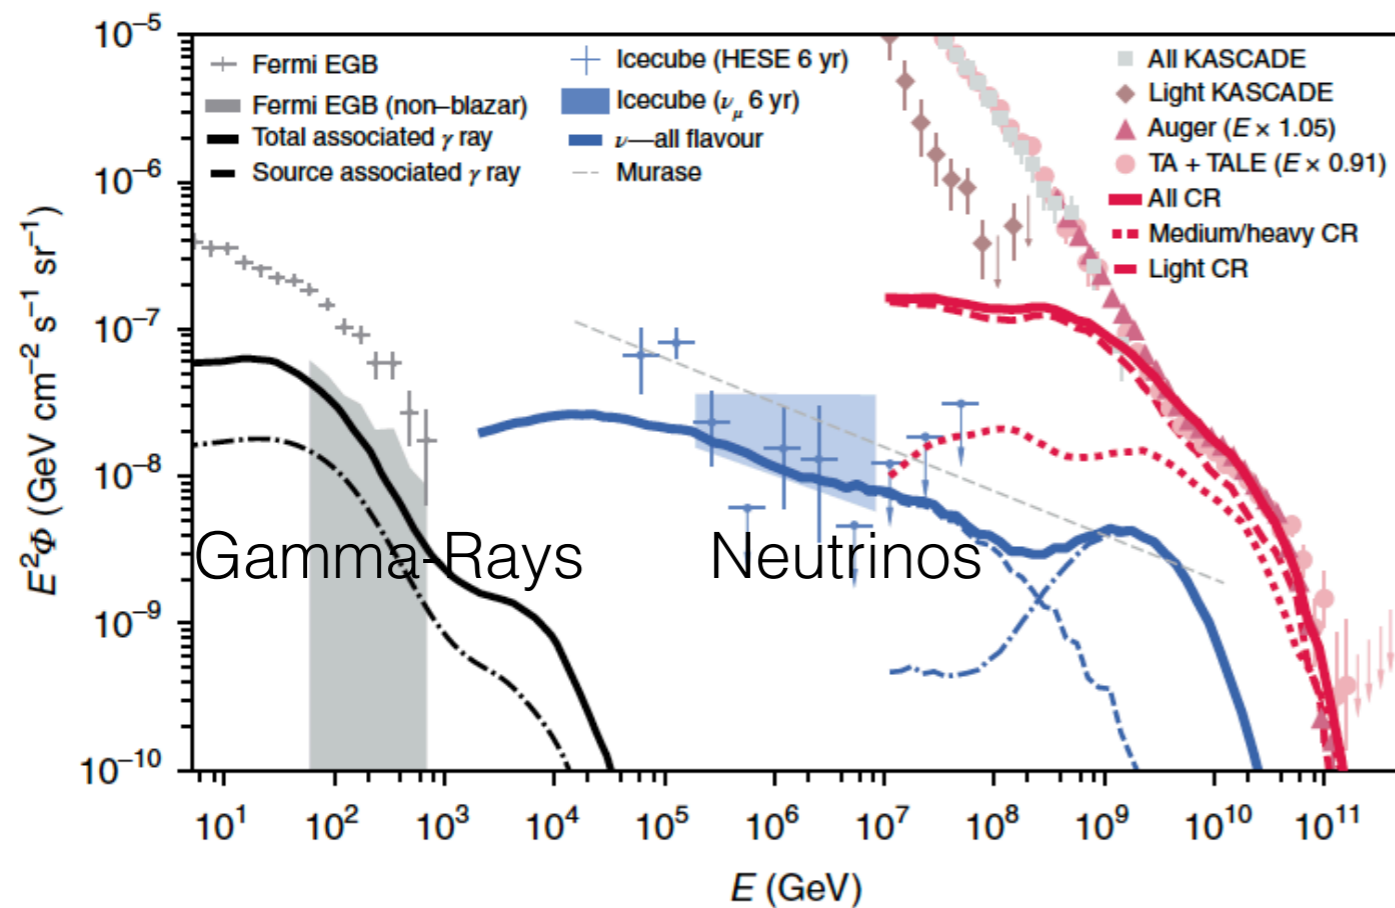 10⁻⁵
10⁻⁶
10⁻⁷
10⁻⁸
10⁻⁹
10⁻¹⁰
E²Φ (GeV cm⁻² s⁻¹ sr⁻¹)
Fermi EGB
Fermi EGB (non–blazar)
Total associated γ ray
Source associated γ ray
Icecube (HESE 6 yr)
Icecube (νμ 6 yr)
ν—all flavour
Murase
All KASCADE
Light KASCADE
Auger (E × 1.05)
TA + TALE (E × 0.91)
All CR
Medium/heavy CR
Light CR
Gamma-Rays
Neutrinos
10¹ 10² 10³ 10⁴ 10⁵ 10⁶ 10⁷ 10⁸ 10⁹ 10¹⁰ 10¹¹
E (GeV)